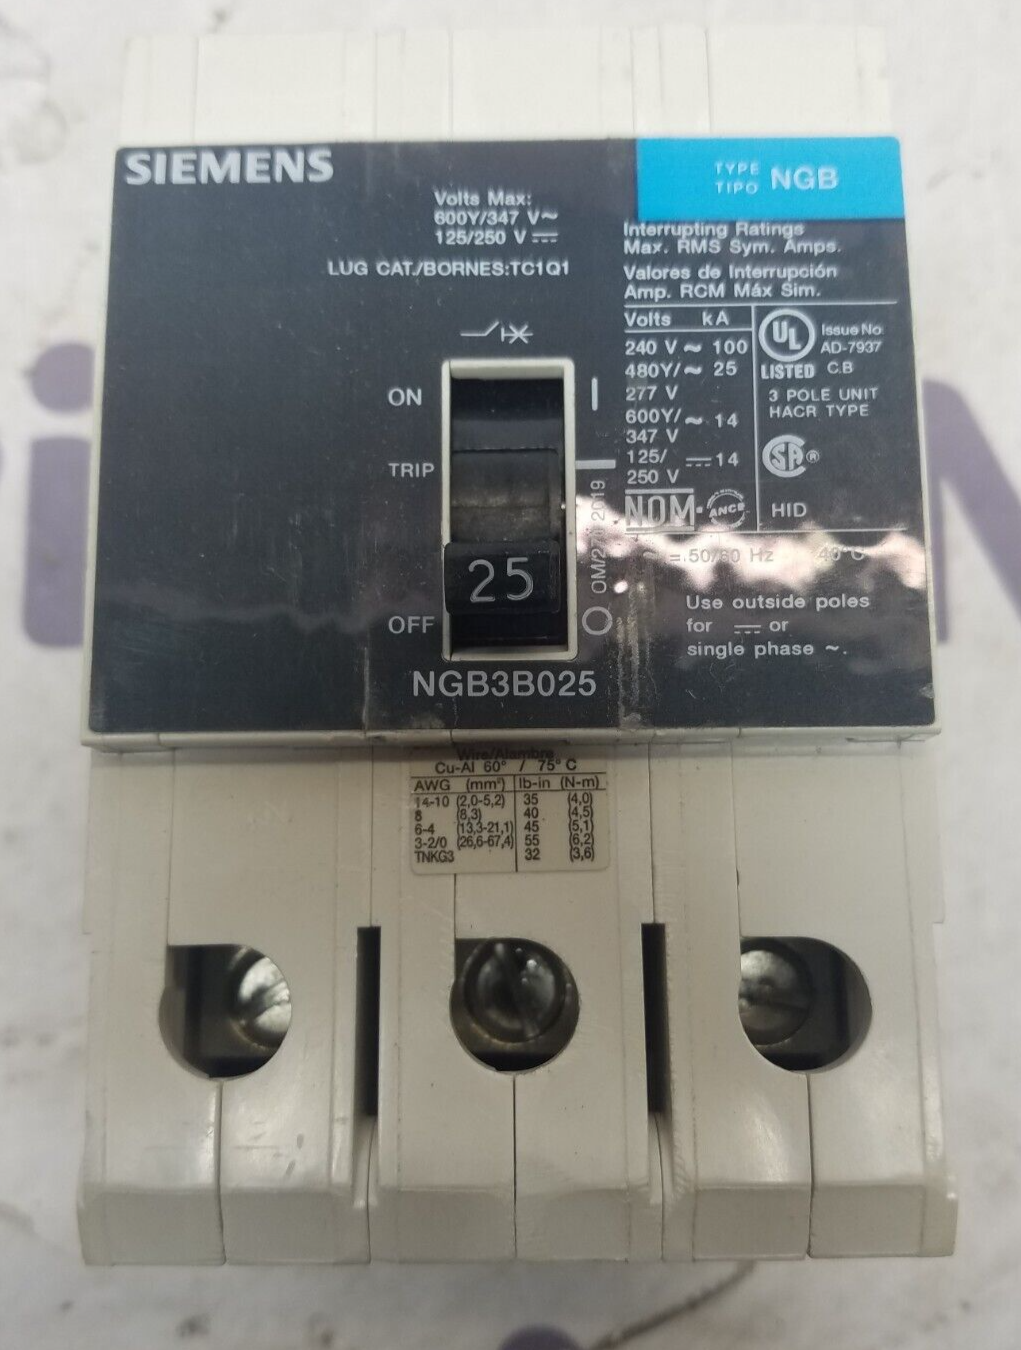 SIEMENS
TYPE
TIPO NGB
Volts Max:
600Y/347 V~
125/250 V ⎓
LUG CAT./BORNES:TC1Q1
Interrupting Ratings
Max. RMS Sym. Amps.
Valores de Interrupción
Amp. RCM Máx Sim.
Volts kA
240 V ~ 100
480Y/ ~ 25
277 V
600Y/ ~ 14
347 V
125/ ⎓ 14
250 V
UL
LISTED
Issue No
AD-7937
C.B
3 POLE UNIT
HACR TYPE
SA®
NOM
ANCE
HID
ON
TRIP
OFF
25
NGB3B025
~ = 50/60 Hz 40°C
Use outside poles
for ⎓ or
single phase ~.
Wire/Alambre
Cu-Al 60° / 75° C
AWG (mm²) lb-in (N-m)
14-10 (2,0-5,2) 35 (4,0)
8 (8,3) 40 (4,5)
6-4 (13,3-21,1) 45 (5,1)
3-2/0 (26,6-67,4) 55 (6,2)
TNKG3 32 (3,6)